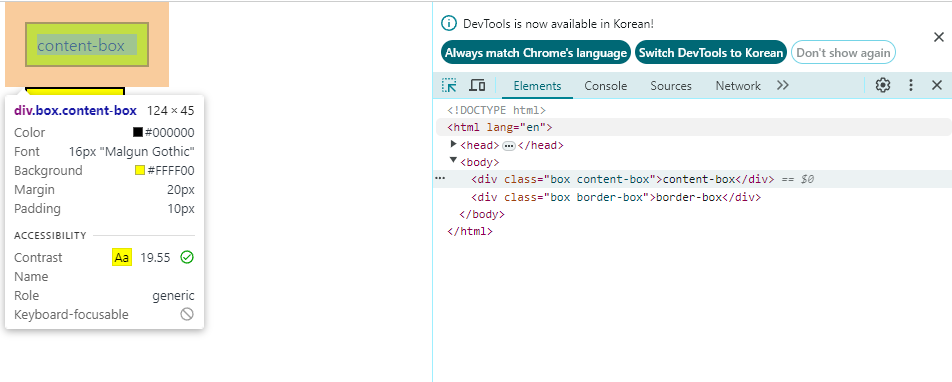 content-box
div.box.content-box 124 × 45
Color #000000
Font 16px "Malgun Gothic"
Background #FFFF00
Margin 20px
Padding 10px
ACCESSIBILITY
Contrast Aa 19.55
Name
Role generic
Keyboard-focusable
DevTools is now available in Korean!
Always match Chrome's language Switch DevTools to Korean Don't show again
Elements Console Sources Network
<!DOCTYPE html>
<html lang="en">
<head> ⋯ </head>
<body>
<div class="box content-box">content-box</div> == $0
<div class="box border-box">border-box</div>
</body>
</html>